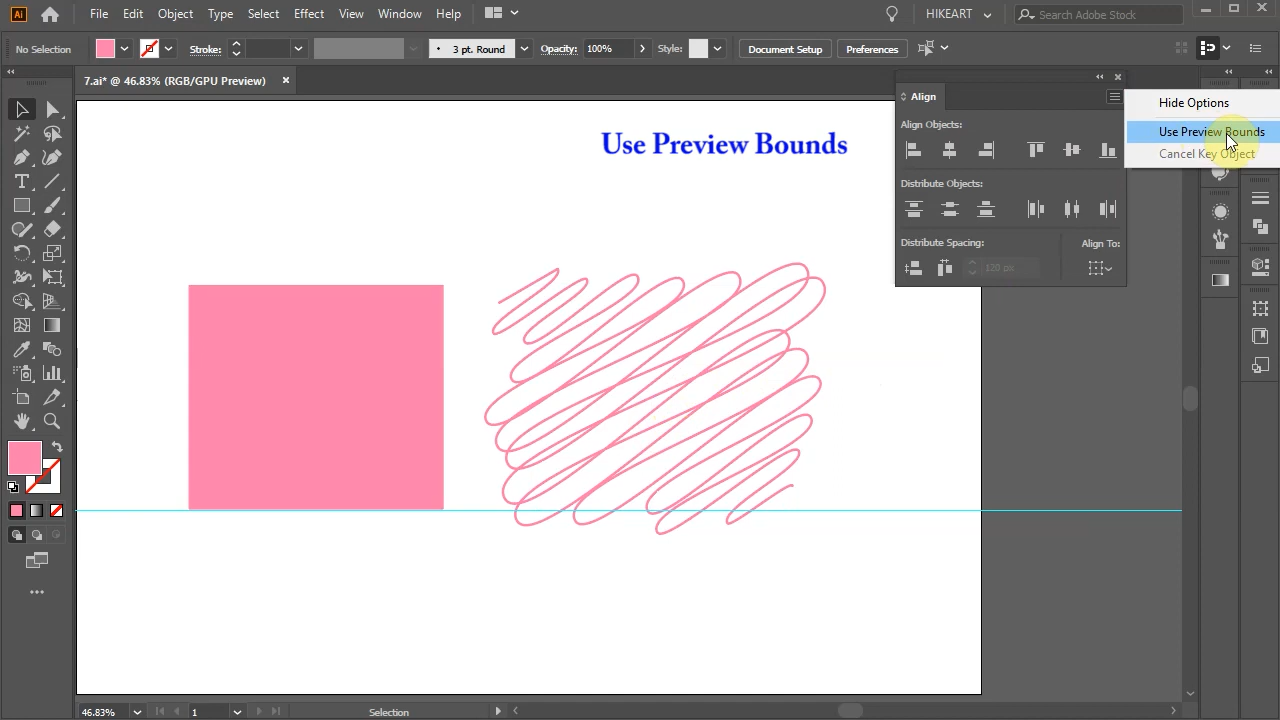 Ai File Edit Object Type Select Effect View Window Help HIKEART Search Adobe Stock
No Selection Stroke: 3 pt. Round Opacity: 100% Style: Document Setup Preferences
7.ai* @ 46.83% (RGB/GPU Preview)
Align
Hide Options
Use Preview Bounds
Cancel Key Object
Align Objects:
Distribute Objects:
Distribute Spacing:
Align To:
120 px
Use Preview Bounds
46.83% 1 Selection